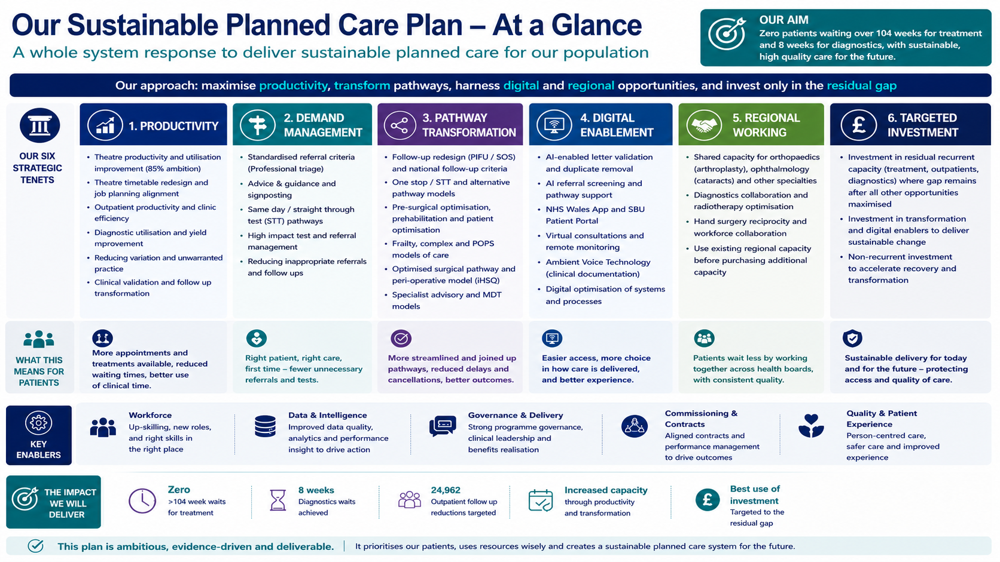 Our Sustainable Planned Care Plan – At a Glance
A whole system response to deliver sustainable planned care for our population
OUR AIM
Zero patients waiting over 104 weeks for treatment
and 8 weeks for diagnostics, with sustainable,
high quality care for the future.
Our approach: maximise productivity, transform pathways, harness digital and regional opportunities, and invest only in the residual gap
OUR SIX
STRATEGIC
TENETS
1. PRODUCTIVITY
• Theatre productivity and utilisation
improvement (85% ambition)
• Theatre timetable redesign and
job planning alignment
• Outpatient productivity and clinic
efficiency
• Diagnostic utilisation and yield
mprovement
• Reducing variation and unwarranted
practice
• Clinical validation and follow up
transformation
2. DEMAND
MANAGEMENT
• Standardised referral criteria
(Professional triage)
• Advice & guidance and
signposting
• Same day / straight through
test (STT) pathways
• High impact test and referral
management
• Reducing inappropriate referrals
and follow ups
3. PATHWAY
TRANSFORMATION
• Follow-up redesign (PIFU / SOS)
and national follow-up criteria
• One stop / STT and alternative
pathway models
• Pre-surgical optimisation,
prehabilitation and patient
optimisation
• Frailty, complex and POPS
models of care
• Optimised surgical pathway and
peri-operative model (iHSQ)
• Specialist advisory and MDT
models
4. DIGITAL
ENABLEMENT
• AI-enabled letter validation
and duplicate removal
• AI referral screening and
pathway support
• NHS Wales App and SBU
Patient Portal
• Virtual consultations and
remote monitoring
• Ambient Voice Technology
(clinical documentation)
• Digital optimisation of systems
and processes
5. REGIONAL
WORKING
• Shared capacity for orthopaedics
(arthroplasty), ophthalmology
(cataracts) and other specialties
• Diagnostics collaboration and
radiotherapy optimisation
• Hand surgery reciprocity and
workforce collaboration
• Use existing regional capacity
before purchasing additional
capacity
6. TARGETED
INVESTMENT
• Investment in residual recurrent
capacity (treatment, outpatients,
diagnostics) where gap remains
after all other opportunities
maximised
• Investment in transformation
and digital enablers to deliver
sustainable change
• Non-recurrent investment
to accelerate recovery and
transformation
WHAT THIS
MEANS FOR
PATIENTS
More appointments and
treatments available, reduced
waiting times, better use
of clinical time.
Right patient, right care,
first time – fewer unnecessary
referrals and tests.
More streamlined and joined up
pathways, reduced delays and
cancellations, better outcomes.
Easier access, more choice
in how care is delivered,
and better experience.
Patients wait less by working
together across health boards,
with consistent quality.
Sustainable delivery for today
and for the future – protecting
access and quality of care.
KEY
ENABLERS
Workforce
Up-skilling, new roles,
and right skills in
the right place
Data & Intelligence
Improved data quality,
analytics and performance
insight to drive action
Governance & Delivery
Strong programme governance,
clinical leadership and
benefits realisation
Commissioning &
Contracts
Aligned contracts and
performance management
to drive outcomes
Quality & Patient
Experience
Person-centred care,
safer care and improved
experience
THE IMPACT
WE WILL
DELIVER
Zero
>104 week waits
for treatment
8 weeks
Diagnostics waits
achieved
24,962
Outpatient follow up
reductions targeted
Increased capacity
through productivity
and transformation
Best use of
investment
Targeted to the
residual gap
This plan is ambitious, evidence-driven and deliverable. | It prioritises our patients, uses resources wisely and creates a sustainable planned care system for the future.